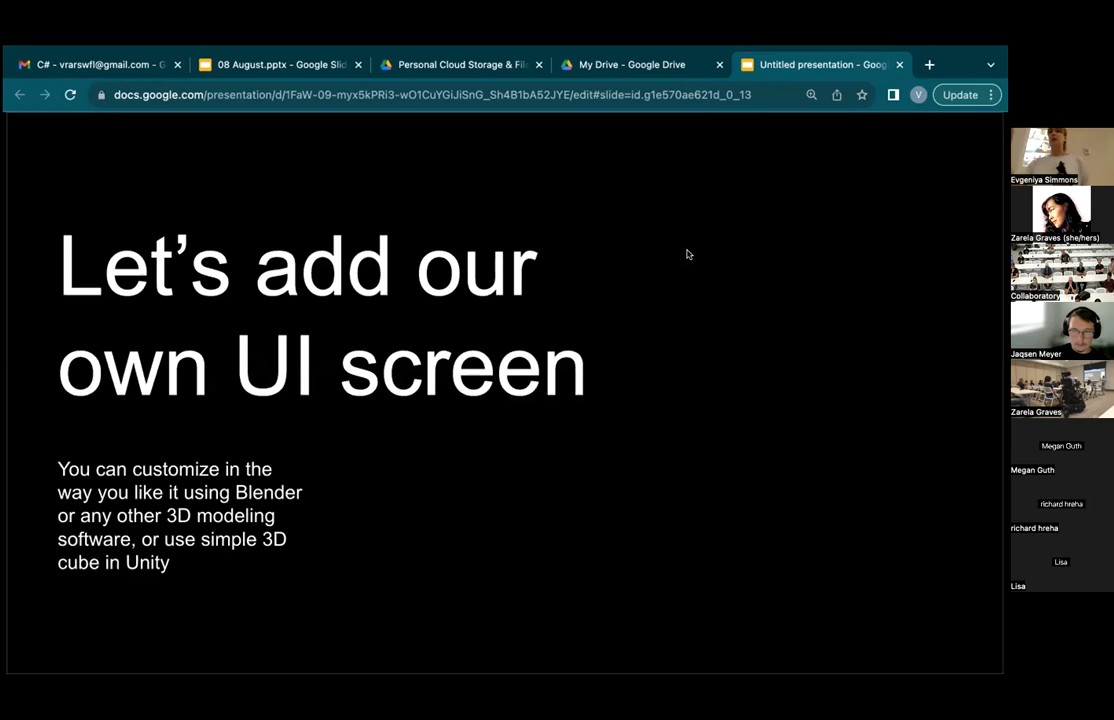 C# - vrarswfl@gmail.com - G
08 August.pptx - Google Slid
Personal Cloud Storage & Fil
My Drive - Google Drive
Untitled presentation - Goog
docs.google.com/presentation/d/1FaW-09-myx5kPRi3-wO1CuYGiJiSnG_Sh4B1bA52JYE/edit#slide=id.g1e570ae621d_0_13
V
Update
Let's add our
own UI screen
You can customize in the
way you like it using Blender
or any other 3D modeling
software, or use simple 3D
cube in Unity
Evgeniya Simmons
Zarela Graves (she/hers)
Collaboratory
Jaqsen Meyer
Zarela Graves
Megan Guth
Megan Guth
richard hreha
richard hreha
Lisa
Lisa